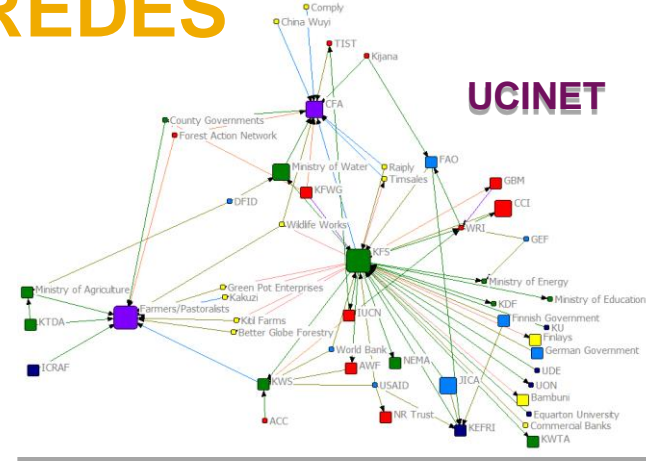 REDES
Comply
China Wuyi
TIST
Kijana
UCINET
CFA
County Governments
Forest Action Network
Ministry of Water
Raiply
FAO
Timsales
GBM
KFWG
DFID
CCI
Wildlife Works
WRI
GEF
KFS
Ministry of Energy
Ministry of Agriculture
Green Pot Enterprises
Kakuzi
KDF
Ministry of Education
Farmers/Pastoralists
IUCN
Finnish Government
KTDA
Kitil Farms
KU
Better Globe Forestry
Finlays
World Bank
German Government
NEMA
ICRAF
AWF
UDE
KWS
USAID
JICA
UON
Bambuni
ACC
NR Trust
Equarton University
KEFRI
Commercial Banks
KWTA